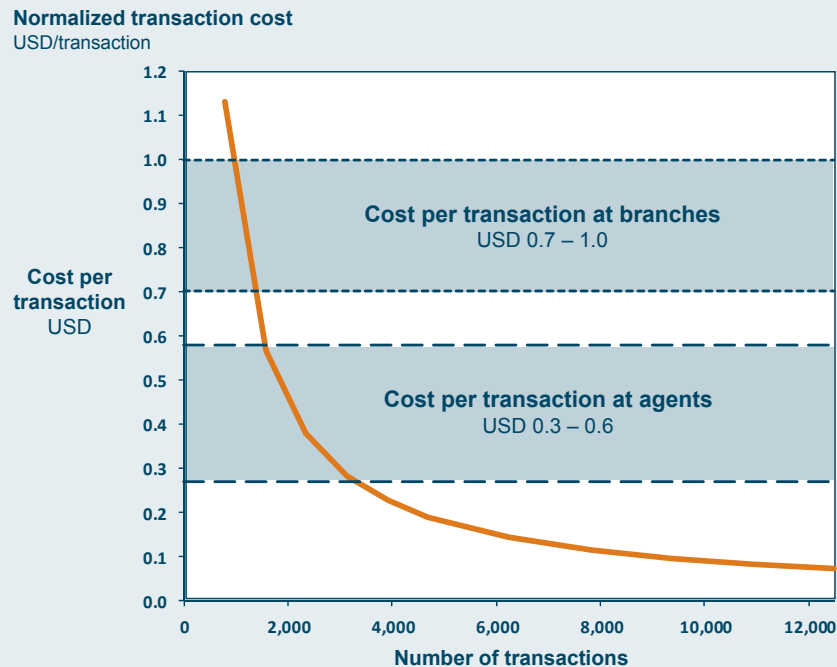 Normalized transaction cost
USD/transaction
1.2
1.1
1.0
0.9
0.8
0.7
0.6
0.5
0.4
0.3
0.2
0.1
0.0
Cost per
transaction
USD
Cost per transaction at branches
USD 0.7 – 1.0
Cost per transaction at agents
USD 0.3 – 0.6
0 2,000 4,000 6,000 8,000 10,000 12,000
Number of transactions